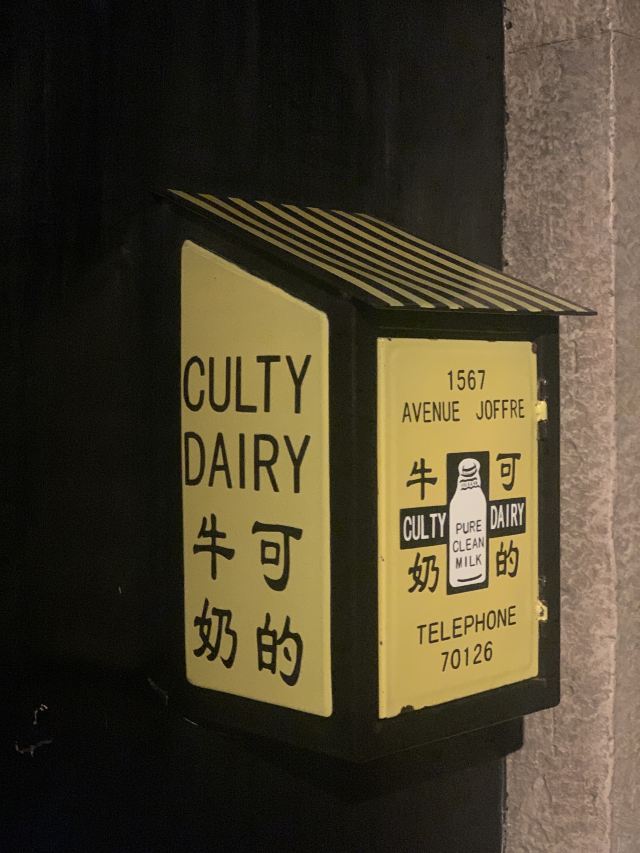 CULTY
DAIRY
牛 可
奶 的
1567
AVENUE JOFFRE
牛 可
CULTY DAIRY
PURE
CLEAN
MILK
奶 的
TELEPHONE
70126